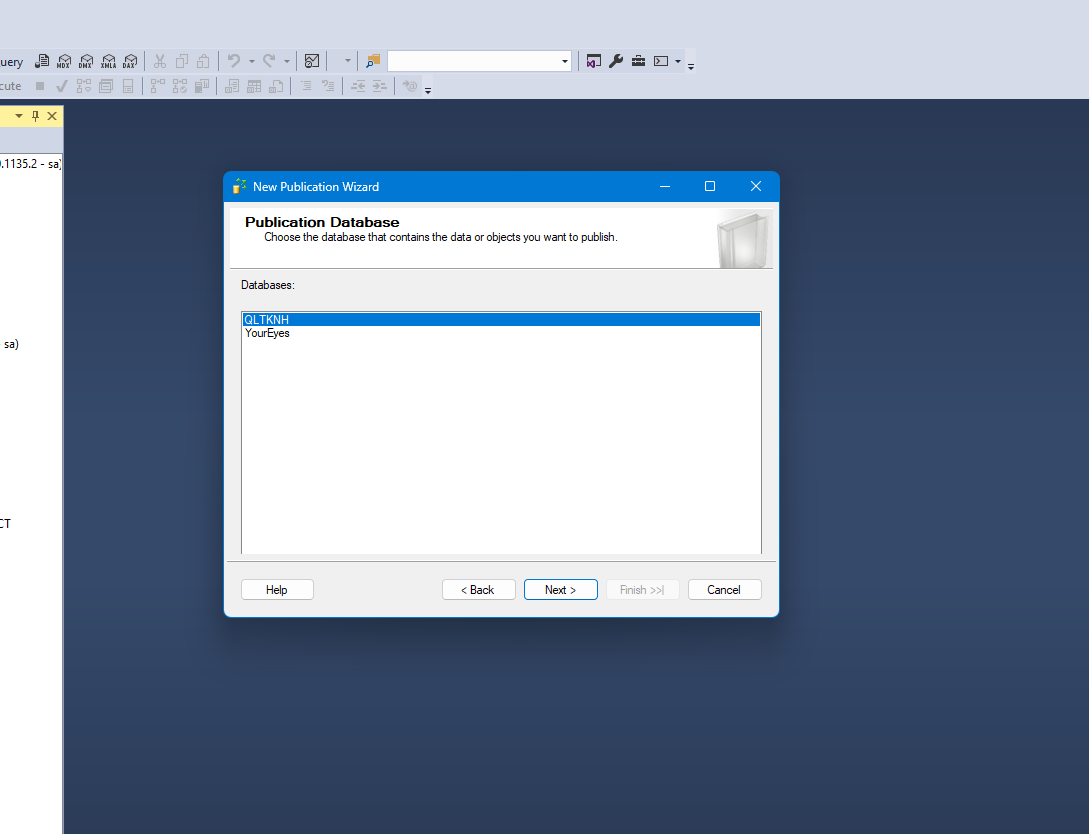 uery MDX DMX XMLA DAX
cute
.1135.2 - sa)
sa)
CT
New Publication Wizard
Publication Database
Choose the database that contains the data or objects you want to publish.
Databases:
QLTKNH
YourEyes
Help < Back Next > Finish >>| Cancel